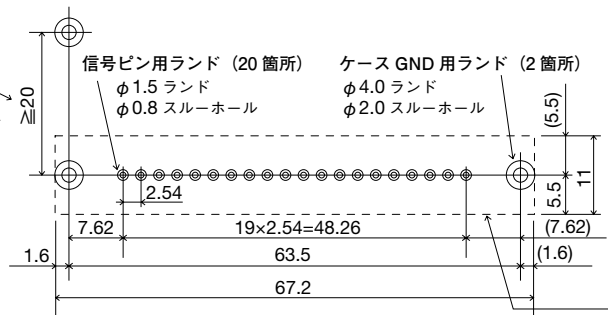 信号ピン用ランド（20 箇所）
φ1.5 ランド
φ0.8 スルーホール
ケース GND 用ランド（2 箇所）
φ4.0 ランド
φ2.0 スルーホール
≧20
(5.5)
11
5.5
2.54
7.62
19×2.54=48.26
(7.62)
1.6
63.5
(1.6)
67.2